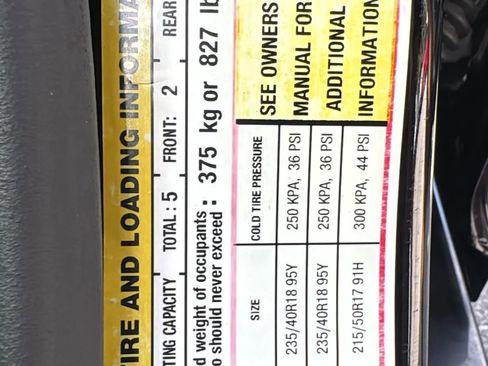 TIRE AND LOADING INFORMA
TING CAPACITY TOTAL : 5 FRONT: 2 REAR
d weight of occupants
o should never exceed : 375 kg or 827 lb
SIZE COLD TIRE PRESSURE SEE OWNERS
235/40R18 95Y 250 KPA, 36 PSI MANUAL FOR
235/40R18 95Y 250 KPA, 36 PSI ADDITIONAL
215/50R17 91H 300 KPA, 44 PSI INFORMATION